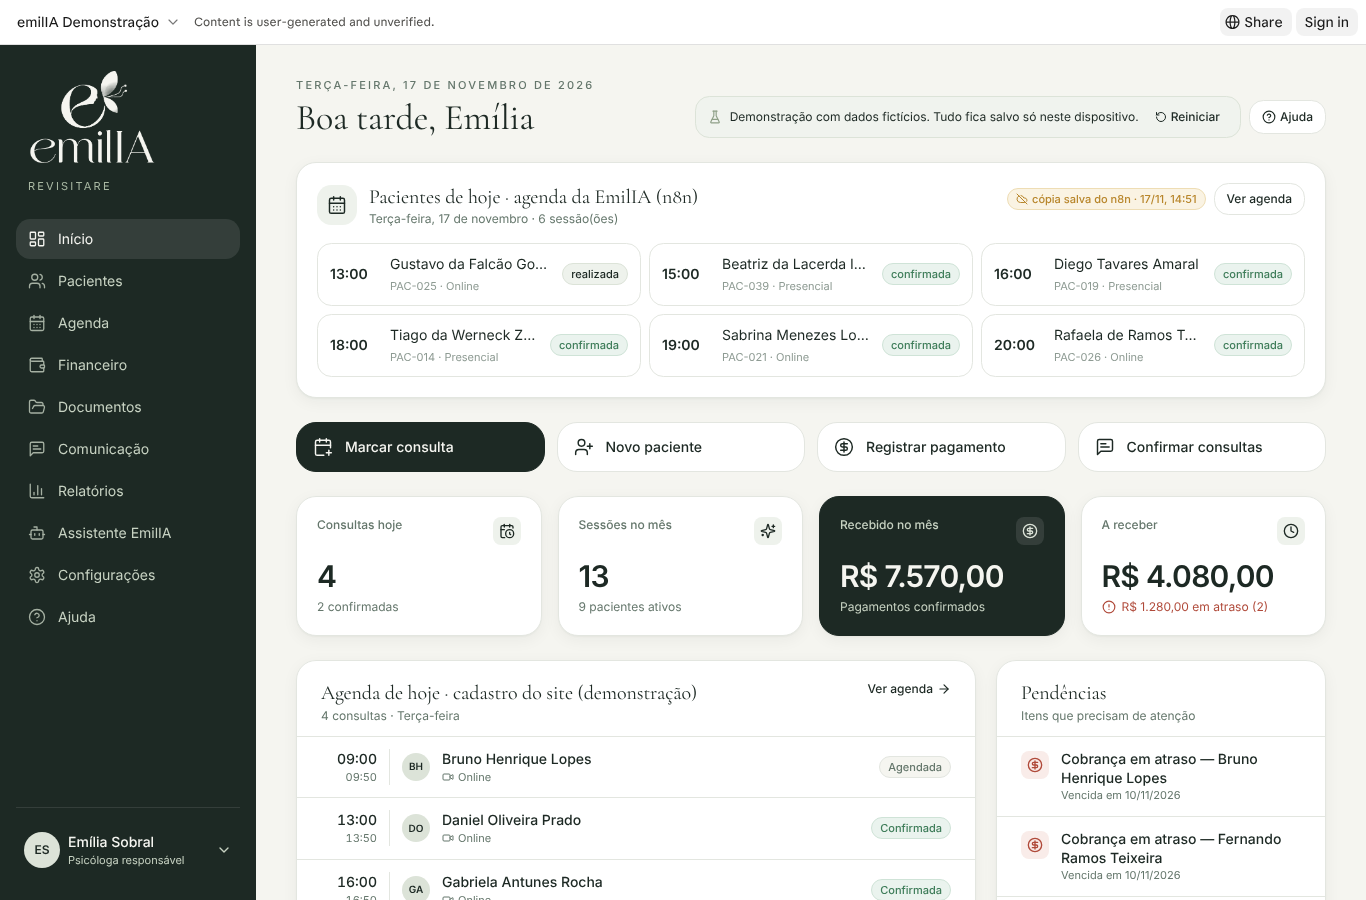 emilIA Demonstração
Content is user-generated and unverified.
Share
Sign in
emilIA
REVISITARE
Início
Pacientes
Agenda
Financeiro
Documentos
Comunicação
Relatórios
Assistente EmilIA
Configurações
Ajuda
ES
Emília Sobral
Psicóloga responsável
TERÇA-FEIRA, 17 DE NOVEMBRO DE 2026
Boa tarde, Emília
Demonstração com dados fictícios. Tudo fica salvo só neste dispositivo.
Reiniciar
Ajuda
Pacientes de hoje · agenda da EmilIA (n8n)
Terça-feira, 17 de novembro · 6 sessão(ões)
cópia salva do n8n · 17/11, 14:51
Ver agenda
13:00
Gustavo da Falcão Go...
PAC-025 · Online
realizada
15:00
Beatriz da Lacerda I...
PAC-039 · Presencial
confirmada
16:00
Diego Tavares Amaral
PAC-019 · Presencial
confirmada
18:00
Tiago da Werneck Z...
PAC-014 · Presencial
confirmada
19:00
Sabrina Menezes Lo...
PAC-021 · Online
confirmada
20:00
Rafaela de Ramos T...
PAC-026 · Online
confirmada
Marcar consulta
Novo paciente
Registrar pagamento
Confirmar consultas
Consultas hoje
4
2 confirmadas
Sessões no mês
13
9 pacientes ativos
Recebido no mês
R$ 7.570,00
Pagamentos confirmados
A receber
R$ 4.080,00
R$ 1.280,00 em atraso (2)
Agenda de hoje · cadastro do site (demonstração)
4 consultas · Terça-feira
Ver agenda
09:00
09:50
BH
Bruno Henrique Lopes
Online
Agendada
13:00
13:50
DO
Daniel Oliveira Prado
Online
Confirmada
16:00
16:50
GA
Gabriela Antunes Rocha
Online
Confirmada
Pendências
Itens que precisam de atenção
Cobrança em atraso — Bruno
Henrique Lopes
Vencida em 10/11/2026
Cobrança em atraso — Fernando
Ramos Teixeira
Vencida em 10/11/2026